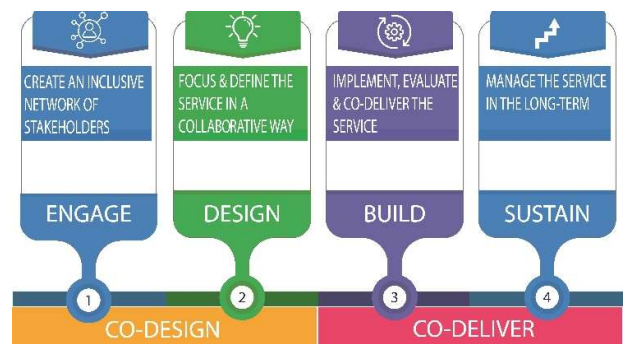 CREATE AN INCLUSIVE
NETWORK OF
STAKEHOLDERS
ENGAGE
1
FOCUS & DEFINE THE
SERVICE IN A
COLLABORATIVE WAY
DESIGN
2
IMPLEMENT, EVALUATE
& CO-DELIVER THE
SERVICE
BUILD
3
MANAGE THE SERVICE
IN THE LONG-TERM
SUSTAIN
4
CO-DESIGN
CO-DELIVER